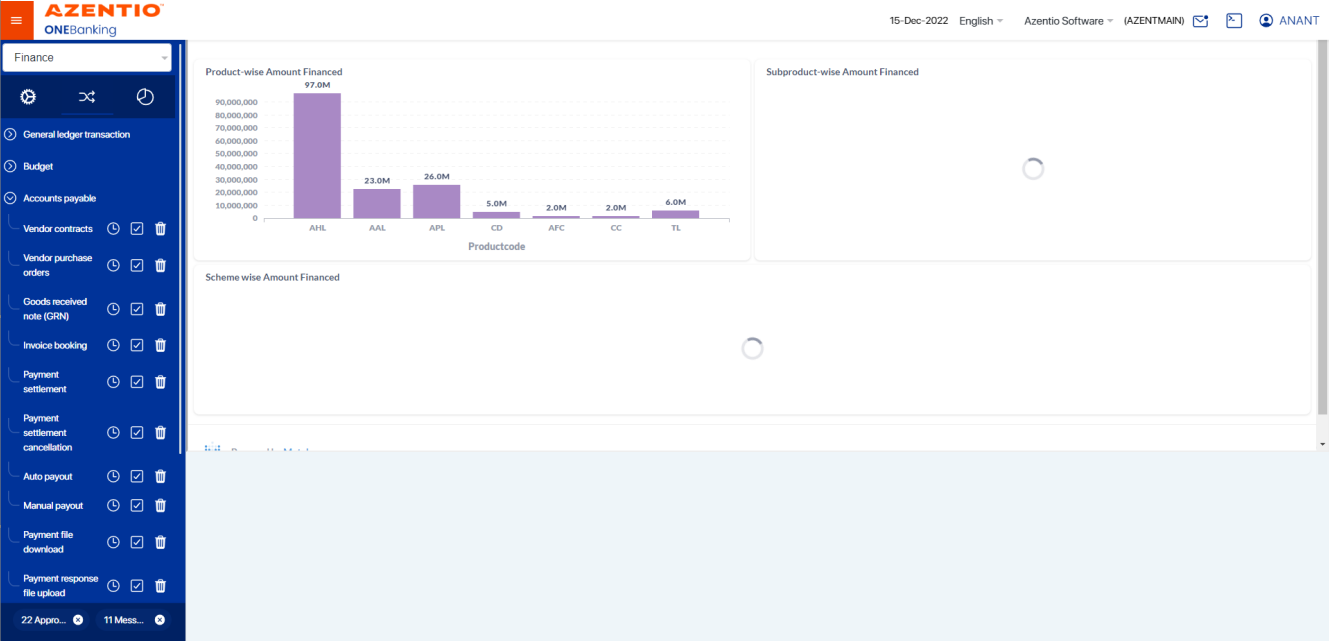 AZENTIO
ONEBanking
15-Dec-2022 English Azentio Software (AZENTMAIN) ANANT
Finance
General ledger transaction
Budget
Accounts payable
Vendor contracts
Vendor purchase
orders
Goods received
note (GRN)
Invoice booking
Payment
settlement
Payment
settlement
cancellation
Auto payout
Manual payout
Payment file
download
Payment response
file upload
22 Appro... 11 Mess...
Product-wise Amount Financed
97.0M
90,000,000
80,000,000
70,000,000
60,000,000
50,000,000
40,000,000
30,000,000
20,000,000
10,000,000
0
23.0M
26.0M
5.0M
2.0M
2.0M
6.0M
AHL AAL APL CD AFC CC TL
Productcode
Subproduct-wise Amount Financed
Scheme wise Amount Financed